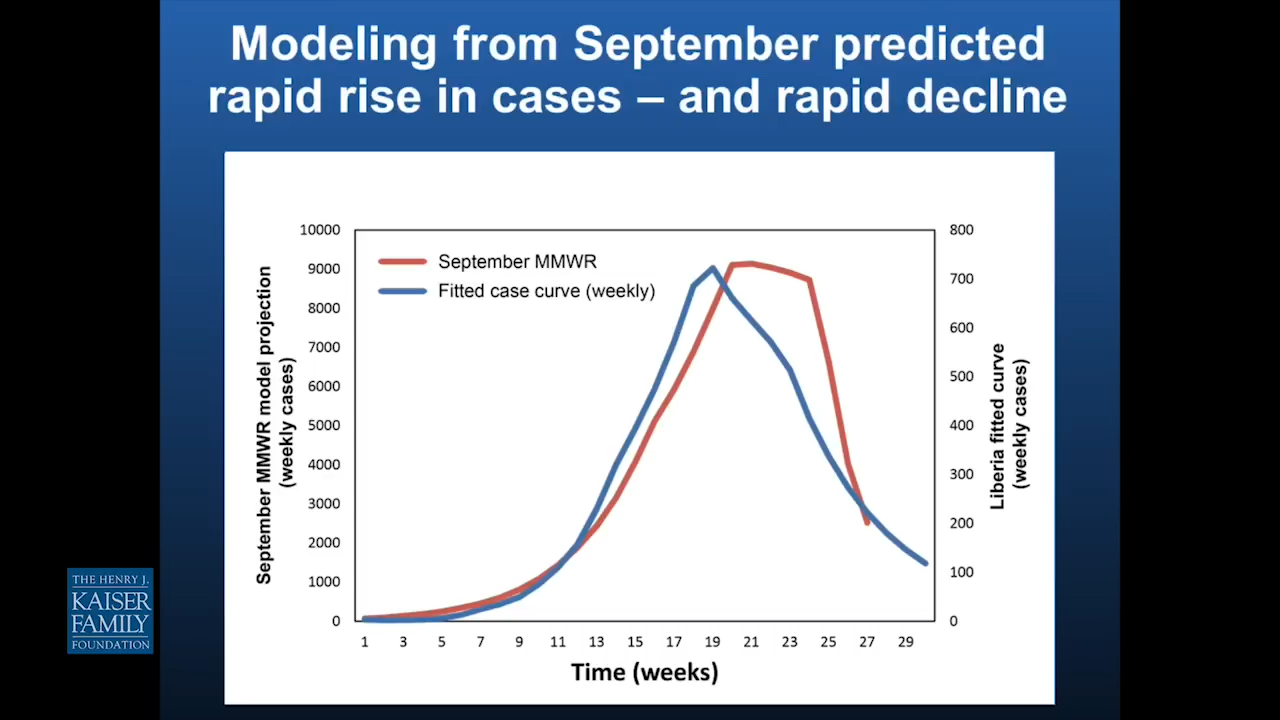 Modeling from September predicted
rapid rise in cases – and rapid decline
September MMWR model projection
(weekly cases)
10000
9000
8000
7000
6000
5000
4000
3000
2000
1000
0
September MMWR
Fitted case curve (weekly)
800
700
600
500
400
300
200
100
0
Liberia fitted curve
(weekly cases)
1 3 5 7 9 11 13 15 17 19 21 23 25 27 29
Time (weeks)
THE HENRY J.
KAISER
FAMILY
FOUNDATION